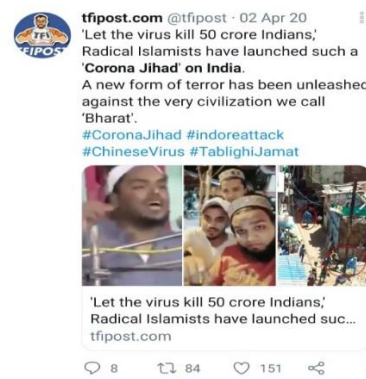 tfipost.com @tfipost · 02 Apr 20
'Let the virus kill 50 crore Indians,'
Radical Islamists have launched such a
'Corona Jihad' on India.
A new form of terror has been unleashed
against the very civilization we call
'Bharat'.
#CoronaJihad #indoreattack
#ChineseVirus #TablighiJamat
TFI
FIPOST
'Let the virus kill 50 crore Indians,'
Radical Islamists have launched suc...
tfipost.com
8 84 151